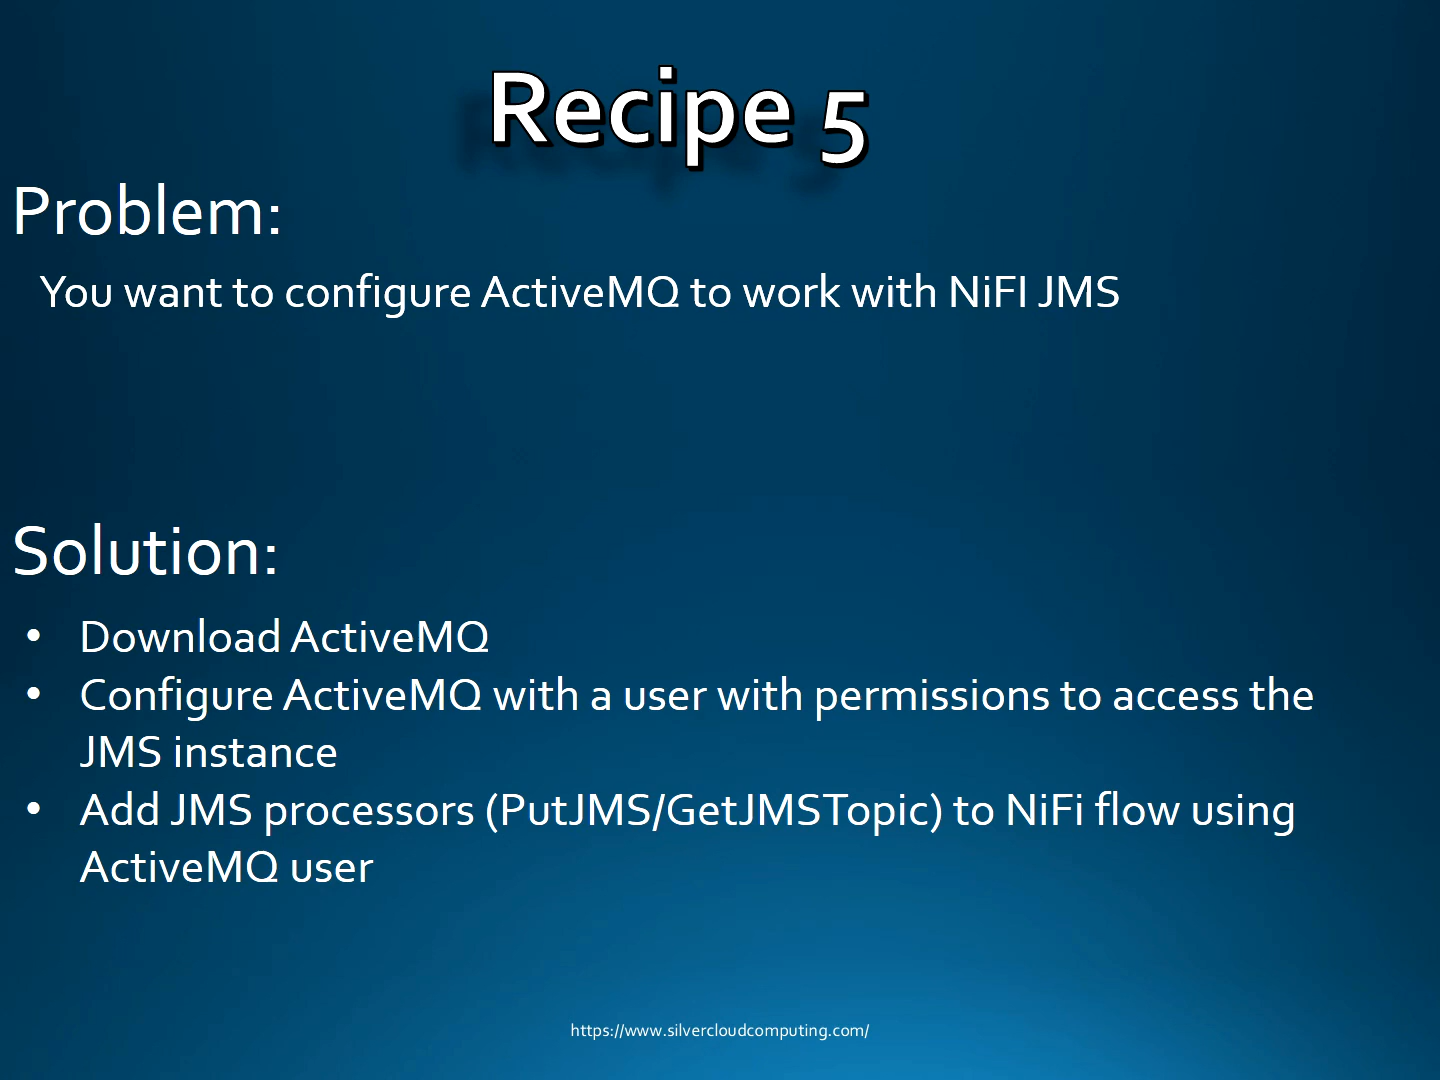 Recipe 5
Problem:
You want to configure ActiveMQ to work with NiFI JMS
Solution:
• Download ActiveMQ
• Configure ActiveMQ with a user with permissions to access the
JMS instance
• Add JMS processors (PutJMS/GetJMSTopic) to NiFi flow using
ActiveMQ user
https://www.silvercloudcomputing.com/